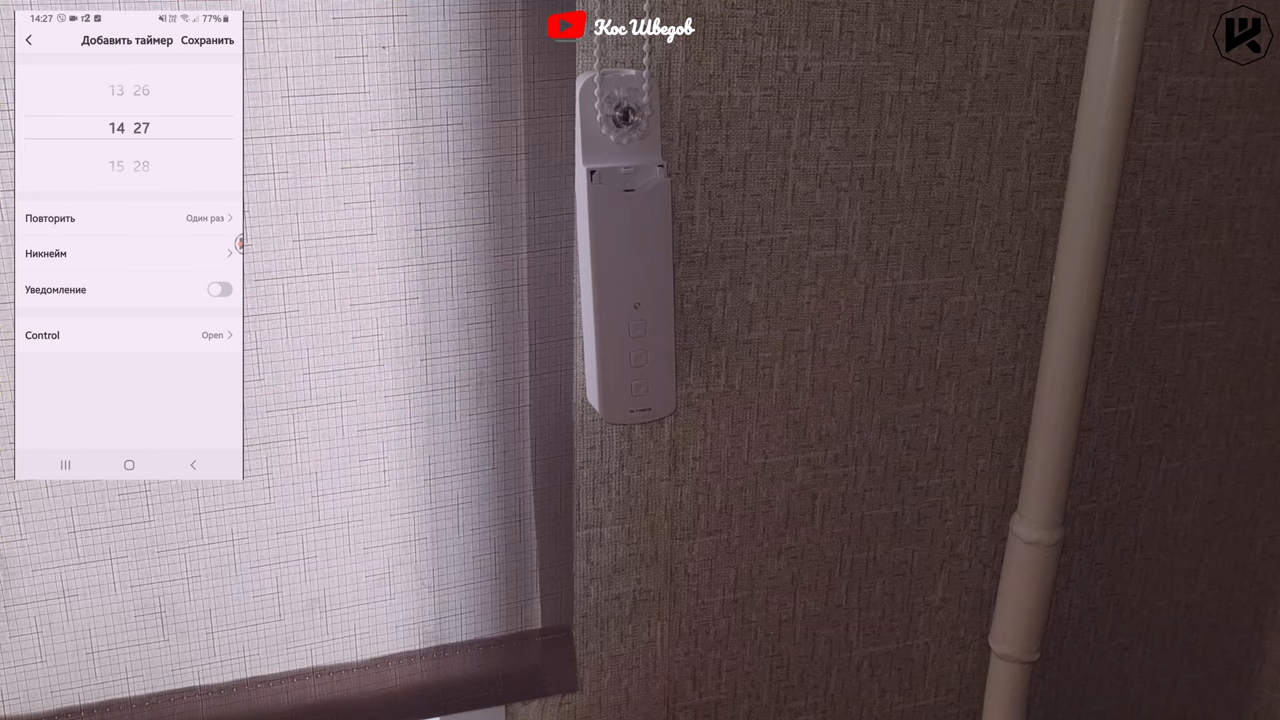 14:27 77%
Добавить таймер Сохранить
13 26
14 27
15 28
Повторить Один раз
Никнейм
Уведомление
Control Open
Кос Шведов